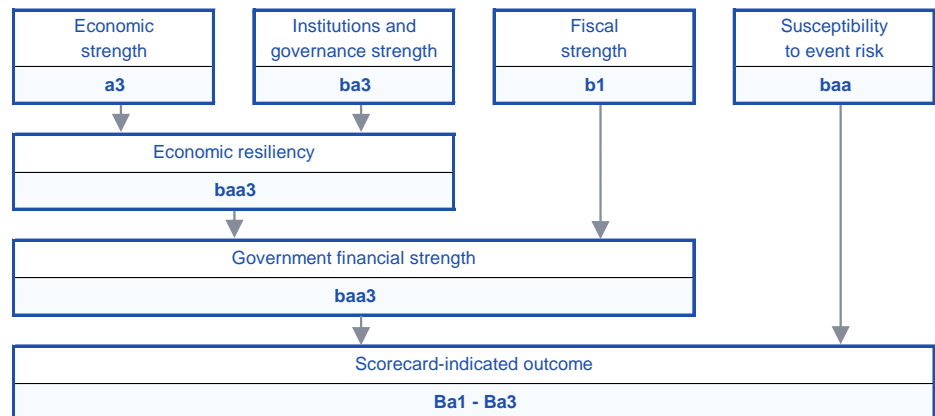 Economic
strength
a3
Institutions and
governance strength
ba3
Fiscal
strength
b1
Susceptibility
to event risk
baa
Economic resiliency
baa3
Government financial strength
baa3
Scorecard-indicated outcome
Ba1 - Ba3